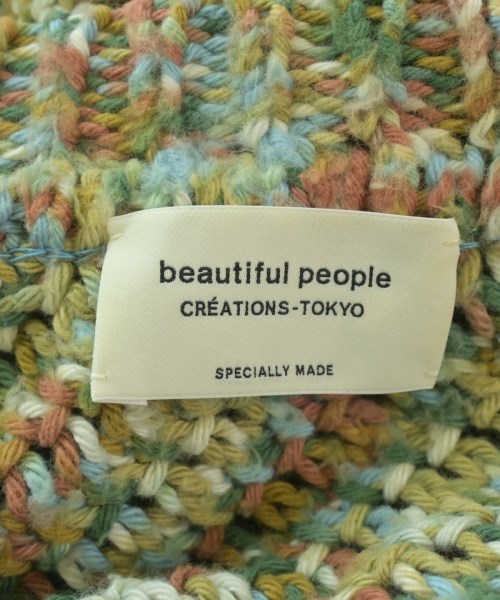 beautiful people
CRÉATIONS-TOKYO
SPECIALLY MADE